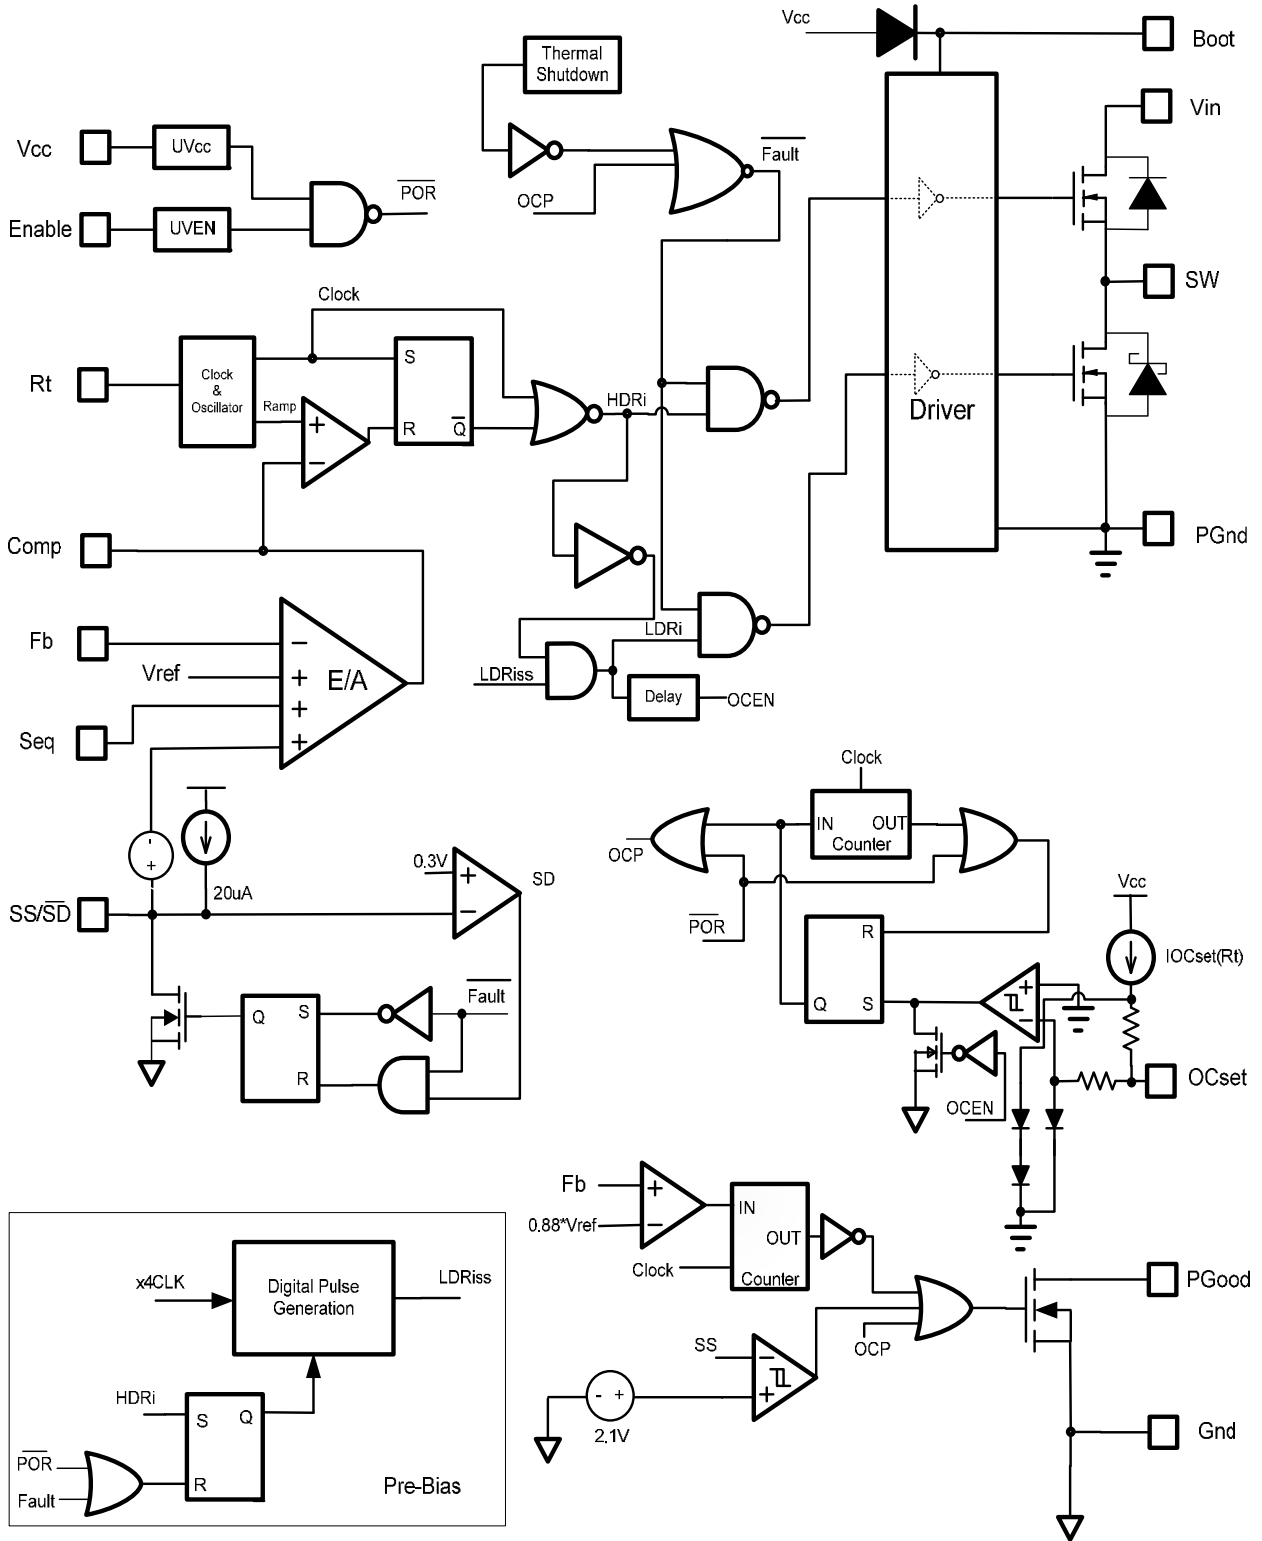 Vcc
Boot
Thermal
Shutdown
Vin
Vcc
UVcc
Fault
POR
OCP
Enable
UVEN
SW
Clock
Rt
Clock
&
Oscillator
Ramp
S
R
Q
HDRi
Driver
+
−
Comp
PGnd
Fb
Vref
−
+
+
+
E/A
LDRi
LDRiss
Delay
OCEN
Seq
Clock
IN
OUT
Counter
OCP
-
+
20uA
0.3V
+
−
SD
SS/SD
POR
Vcc
IOCset(Rt)
R
Q
S
+
−
Q
S
R
Fault
OCset
OCEN
Fb
+
0.88*Vref
−
IN
OUT
Clock
Counter
PGood
x4CLK
Digital Pulse
Generation
LDRiss
SS
−
+
OCP
- +
2.1V
HDRi
S
Q
R
POR
Fault
Pre-Bias
Gnd